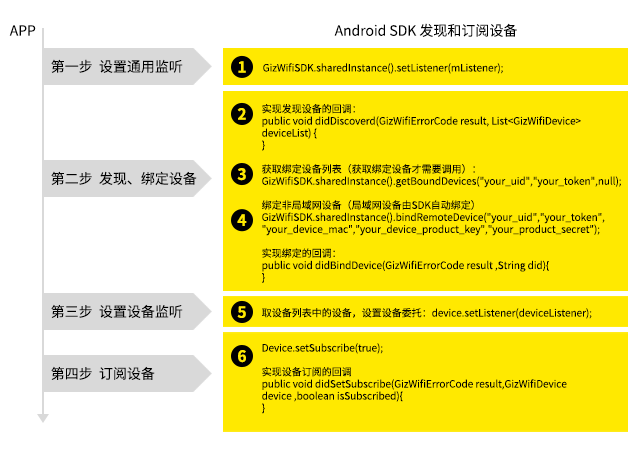 APP
Android SDK 发现和订阅设备
第一步 设置通用监听
1
GizWifiSDK.sharedInstance().setListener(mListener);
第二步 发现、绑定设备
2
实现发现设备的回调：
public void didDiscoverd(GizWifiErrorCode result, List<GizWifiDevice>
deviceList) {
}
3
获取绑定设备列表（获取绑定设备才需要调用）：
GizWifiSDK.sharedInstance().getBoundDevices("your_uid","your_token",null);
4
绑定非局域网设备（局域网设备由SDK自动绑定）
GizWifiSDK.sharedInstance().bindRemoteDevice("your_uid","your_token",
"your_device_mac","your_device_product_key","your_product_secret");
实现绑定的回调：
public void didBindDevice(GizWifiErrorCode result ,String did){
}
第三步 设置设备监听
5
取设备列表中的设备，设置设备委托：device.setListener(deviceListener);
第四步 订阅设备
6
Device.setSubscribe(true);
实现设备订阅的回调
public void didSetSubscribe(GizWifiErrorCode result,GizWifiDevice
device ,boolean isSubscribed){
}